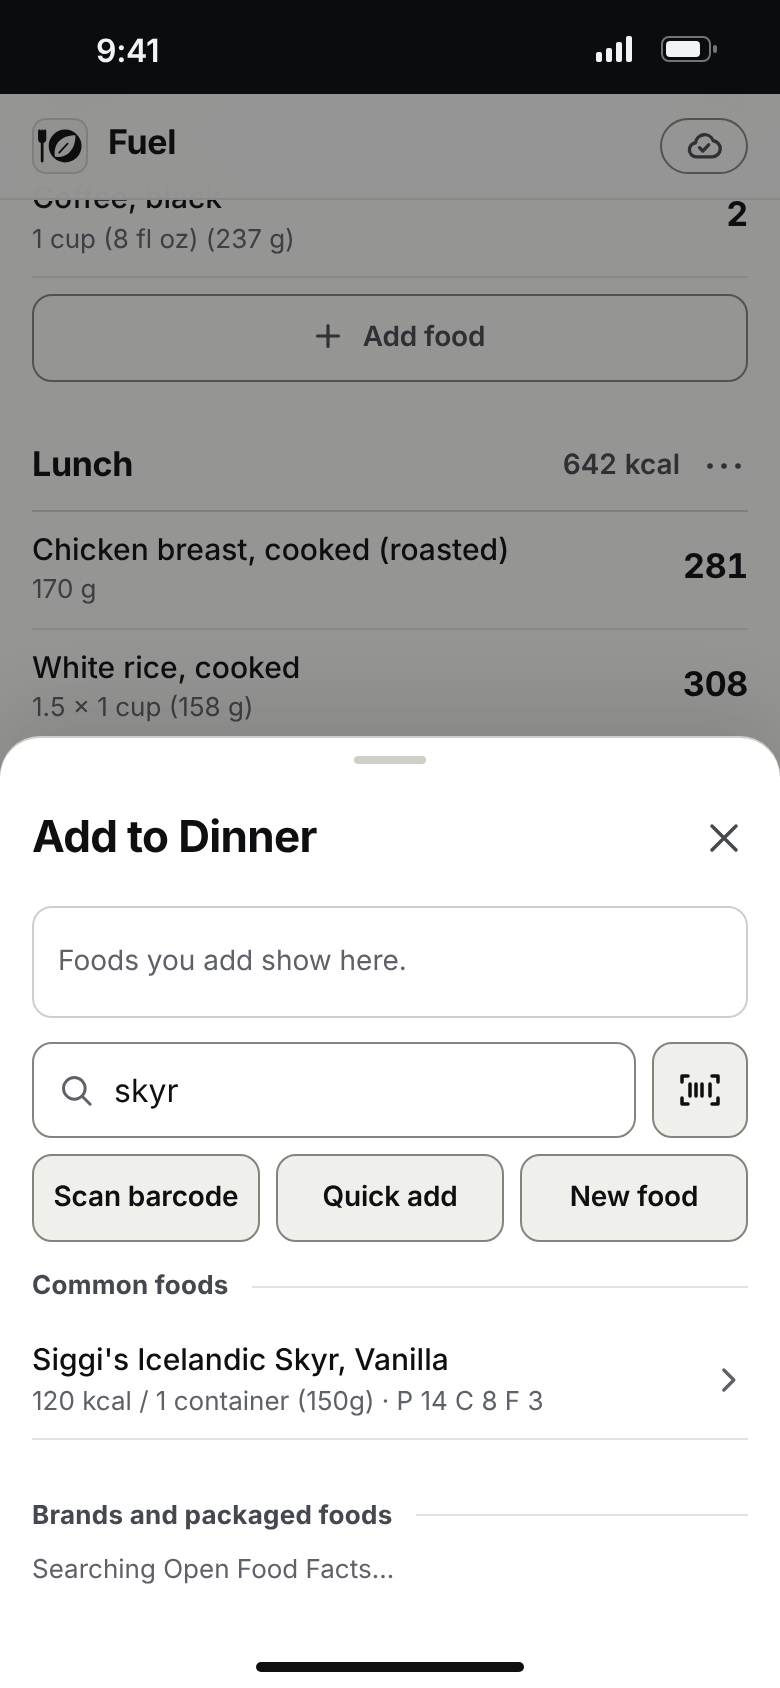 9:41
Fuel
Coffee, black
2
1 cup (8 fl oz) (237 g)
Add food
Lunch
642 kcal
Chicken breast, cooked (roasted)
281
170 g
White rice, cooked
308
1.5 × 1 cup (158 g)
Add to Dinner
Foods you add show here.
skyr
Scan barcode
Quick add
New food
Common foods
Siggi's Icelandic Skyr, Vanilla
120 kcal / 1 container (150g) · P 14 C 8 F 3
Brands and packaged foods
Searching Open Food Facts...